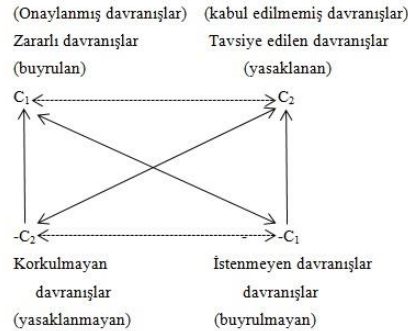 (Onaylanmış davranışlar) (kabul edilmemiş davranışlar)
Zararlı davranışlar Tavsiye edilen davranışlar
(buyrulan) (yasaklanan)
C1 C2
-C2 -C1
Korkulmayan İstenmeyen davranışlar
davranışlar davranışlar
(yasaklanmayan) (buyrulmayan)